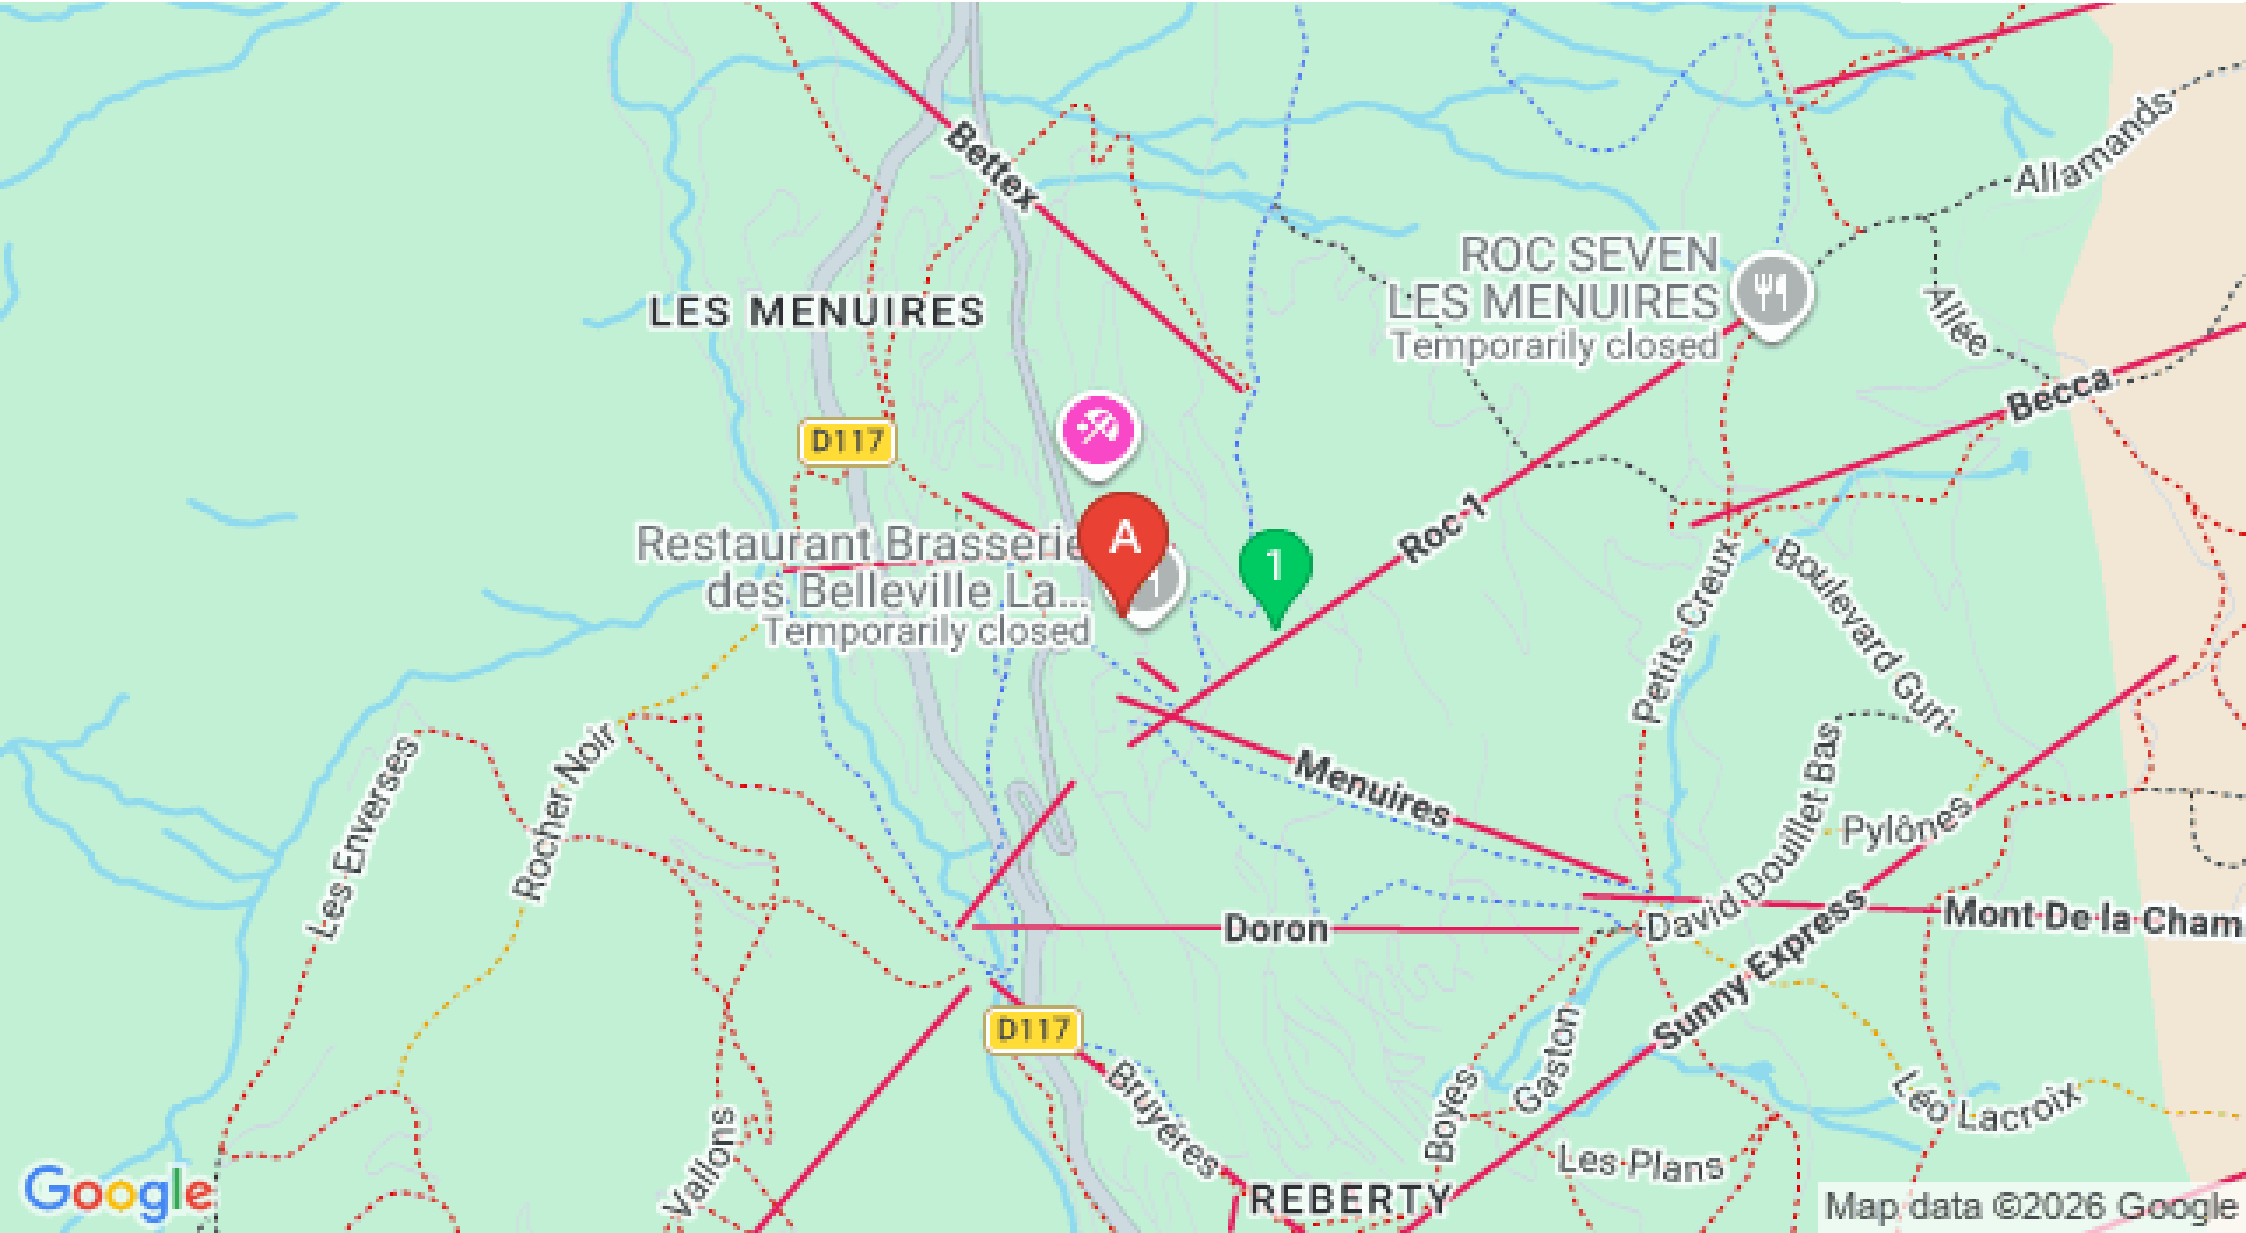 Bettex
Allamands
ROC SEVEN
LES MENUIRES
Temporarily closed
LES MENUIRES
Allée
Becca
D117
A
1
Roc 1
Restaurant Brasserie
des Belleville La...
Temporarily closed
Petits Creux
Boulevard Guri
Les Enverses
Rocher Noir
Menuires
David Douillet Bas
Pylônes
Doron
Mont De la Cham
Sunny Express
D117
Bruyères
Gaston
Boyes
Léo Lacroix
Vallons
Les Plans
REBERTY
Google
Map data ©2026 Google